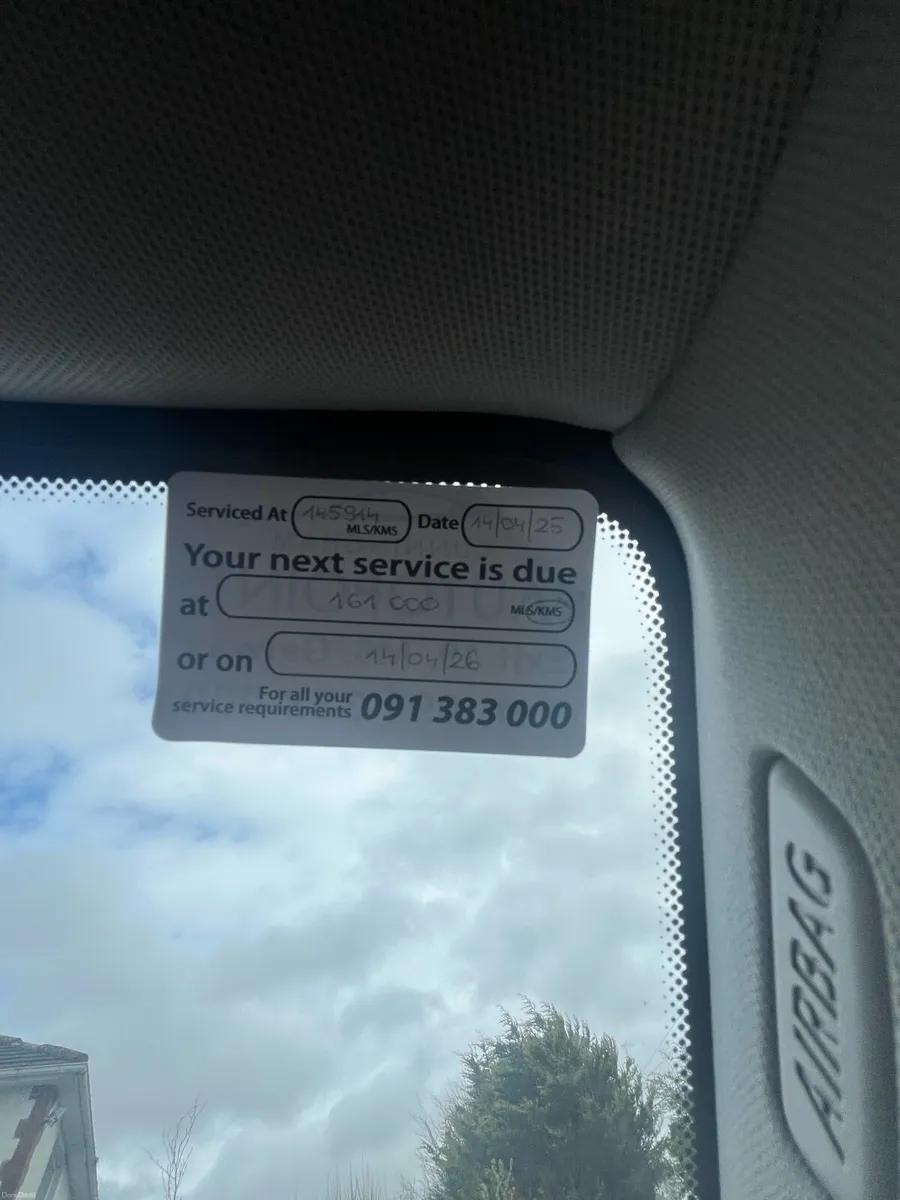 Serviced At 145914 MLS/KMS Date 14/04/25
Your next service is due
at 161 000 MLS/KMS
or on 14/04/26
For all your
service requirements 091 383 000
AIRBAG